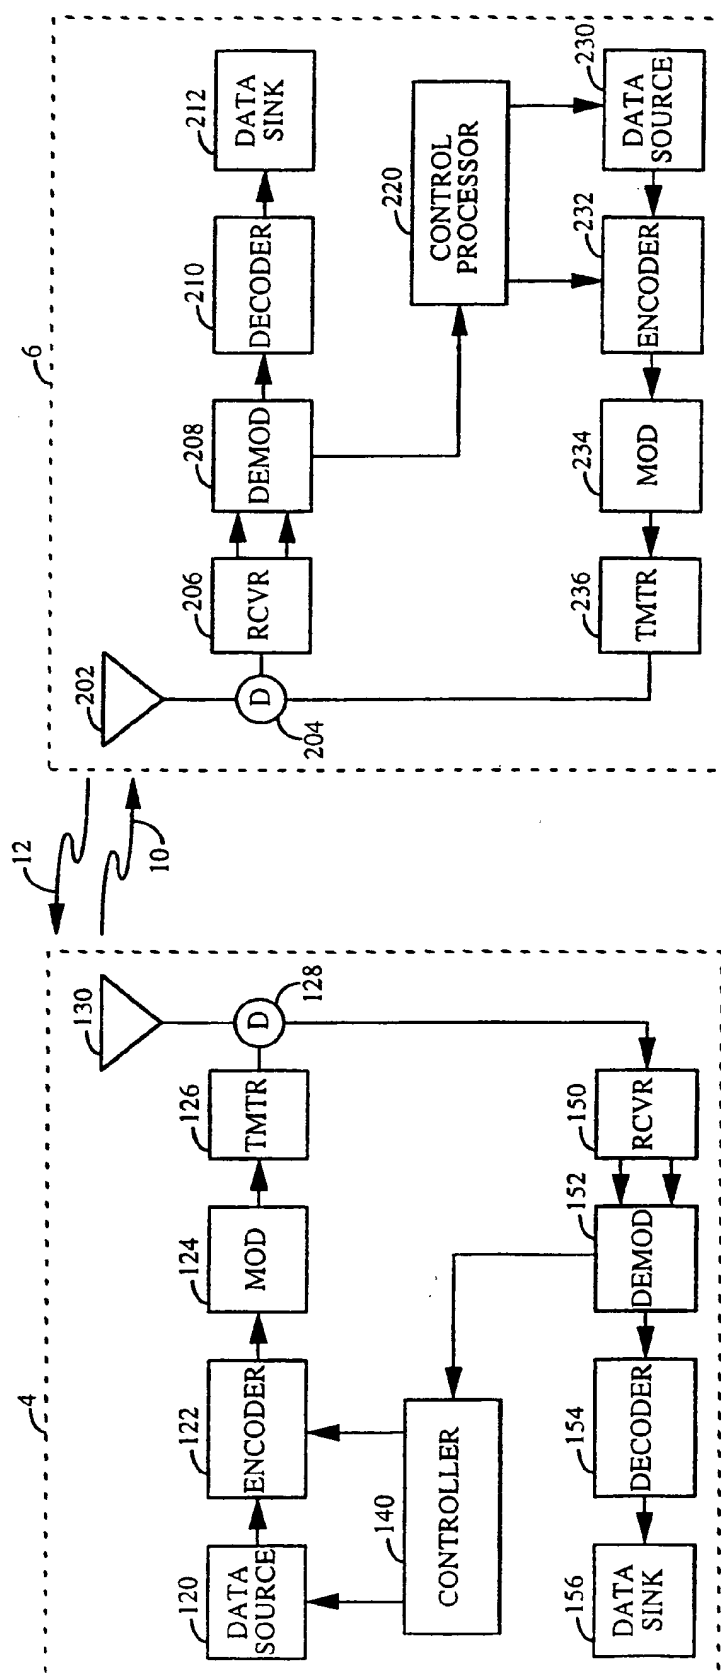 4
120
DATA
SOURCE
122
ENCODER
124
MOD
126
TMTR
130
D
128
140
CONTROLLER
156
DATA
SINK
154
DECODER
152
DEMOD
150
RCVR
12
10
6
202
D
204
206
RCVR
208
DEMOD
210
DECODER
212
DATA
SINK
220
CONTROL
PROCESSOR
236
TMTR
234
MOD
232
ENCODER
230
DATA
SOURCE